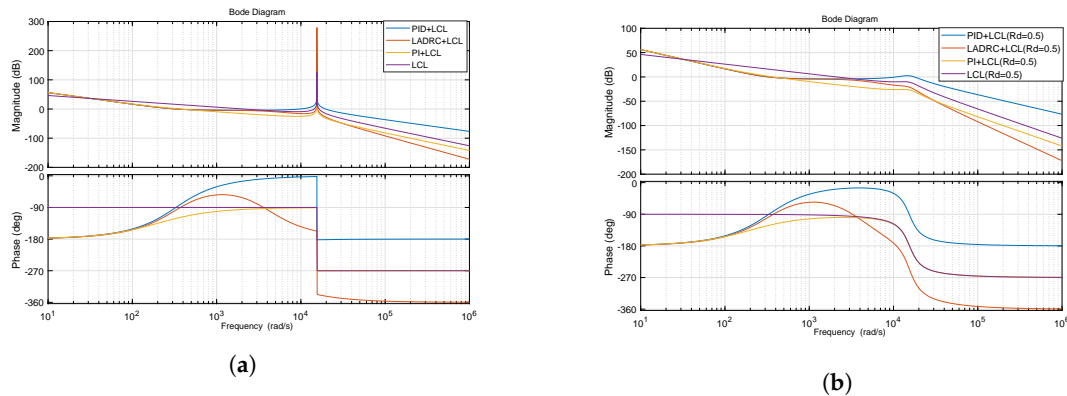 Bode Diagram
300
200
100
0
-100
-200
Magnitude (dB)
PID+LCL
LADRC+LCL
PI+LCL
LCL
0
-90
-180
-270
-360
Phase (deg)
10^1
10^2
10^3
10^4
10^5
10^6
Frequency (rad/s)
(a)
Bode Diagram
100
50
0
-50
-100
-150
-200
Magnitude (dB)
PID+LCL(Rd=0.5)
LADRC+LCL(Rd=0.5)
PI+LCL(Rd=0.5)
LCL(Rd=0.5)
0
-90
-180
-270
-360
Phase (deg)
10^1
10^2
10^3
10^4
10^5
10^6
Frequency (rad/s)
(b)